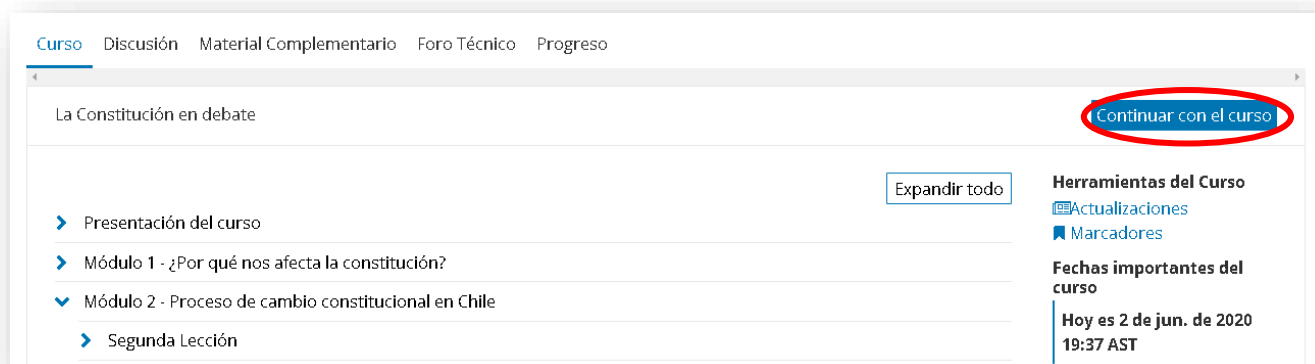 Curso Discusión Material Complementario Foro Técnico Progreso
La Constitución en debate
Continuar con el curso
Expandir todo
Presentación del curso
Módulo 1 - ¿Por qué nos afecta la constitución?
Módulo 2 - Proceso de cambio constitucional en Chile
Segunda Lección
Herramientas del Curso
Actualizaciones
Marcadores
Fechas importantes del
curso
Hoy es 2 de jun. de 2020
19:37 AST